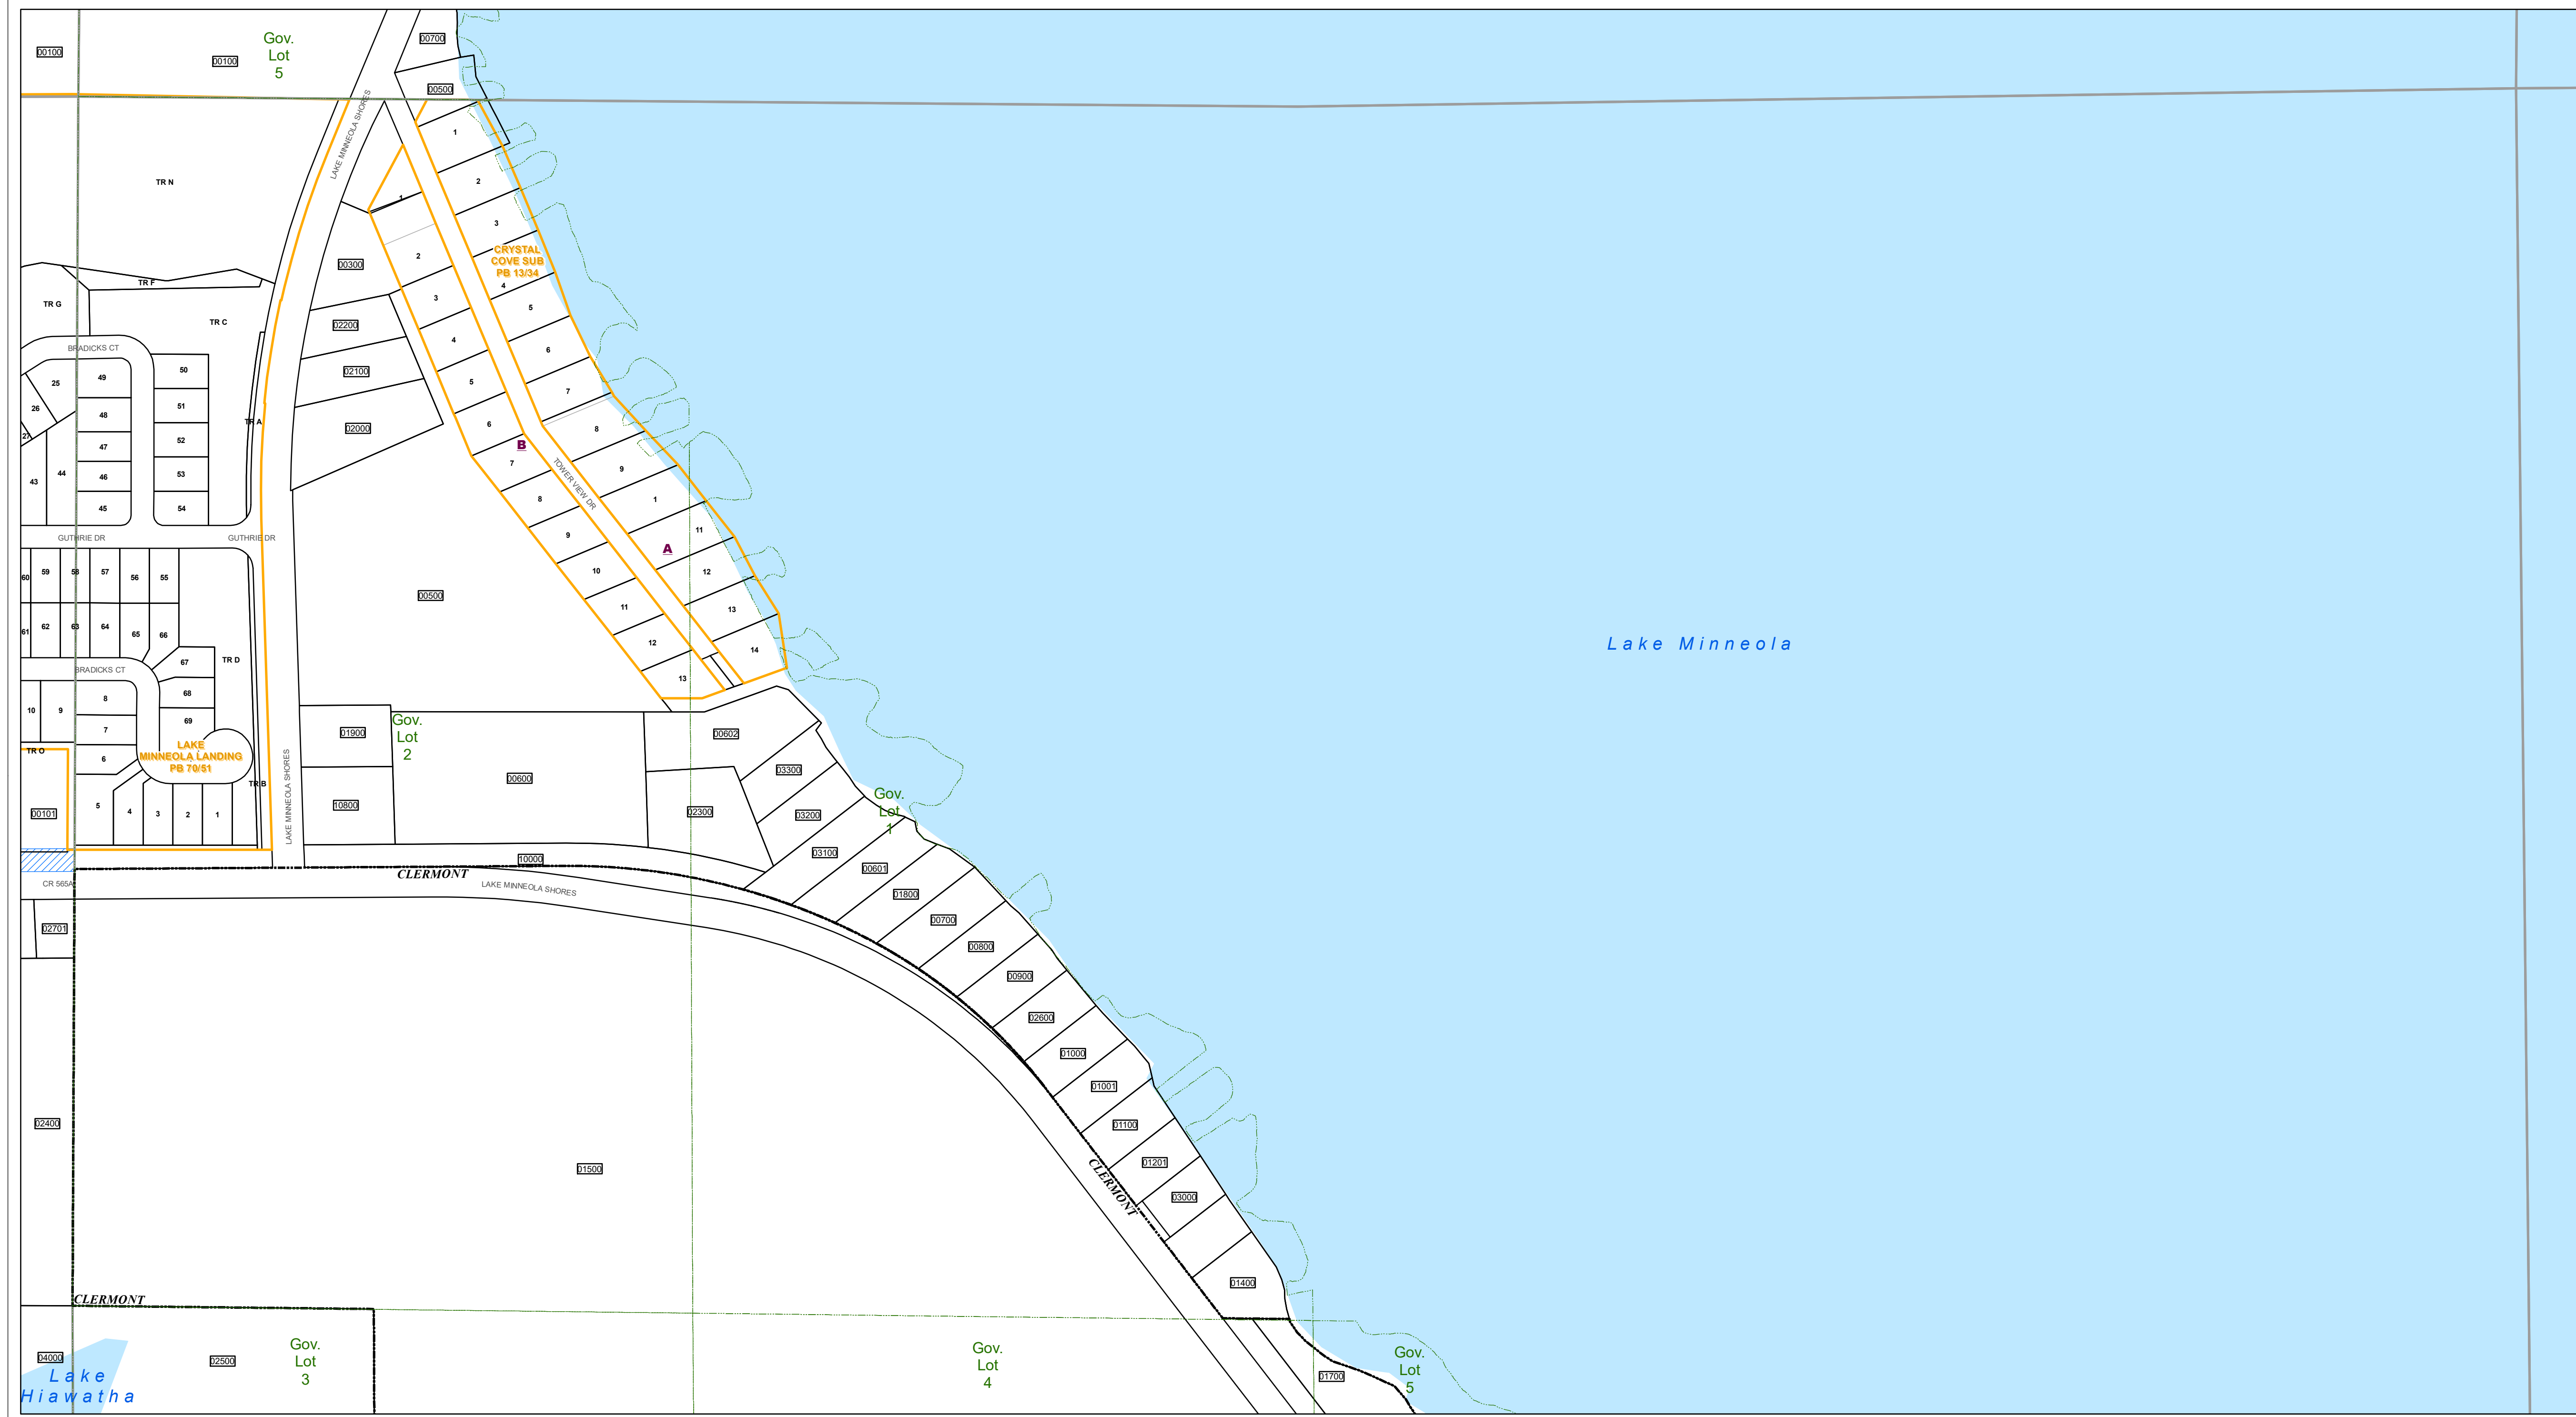 00700
00100
Gov.
Lot
5
00100
00500
LAKE MINNEOLA SHORES
1
TR N
2
1
3
CRYSTAL
COVE SUB
PB 13/34
2
00300
TR F
4
3
TR G
5
TR C
02200
4
BRADICKS CT
6
50
02100
49
5
25
7
51
26
48
TR A
6
02000
8
27
52
B
47
7
9
44
53
46
43
TOWER VIEW DR
8
1
45
54
11
9
GUTHRIE DR
GUTHRIE DR
A
10
12
60
59
58
57
56
55
00500
11
13
61
62
63
64
65
66
12
14
Lake Minneola
67
TR D
BRADICKS CT
13
68
8
10
9
69
Gov.
Lot
2
7
01900
00602
LAKE
MINNEOLA LANDING
PB 70/51
TR O
6
LAKE MINNEOLA SHORES
03300
00600
TR B
Gov.
Lot
1
5
4
3
2
1
10800
00101
02300
03200
03100
10000
00601
CLERMONT
CR 565A
LAKE MINNEOLA SHORES
01800
00700
02701
00800
00900
02600
01000
01001
02400
01100
01201
01500
CLERMONT
03000
01400
CLERMONT
Gov.
Lot
3
Gov.
Lot
4
Gov.
Lot
5
04000
02500
01700
Lake
Hiawatha